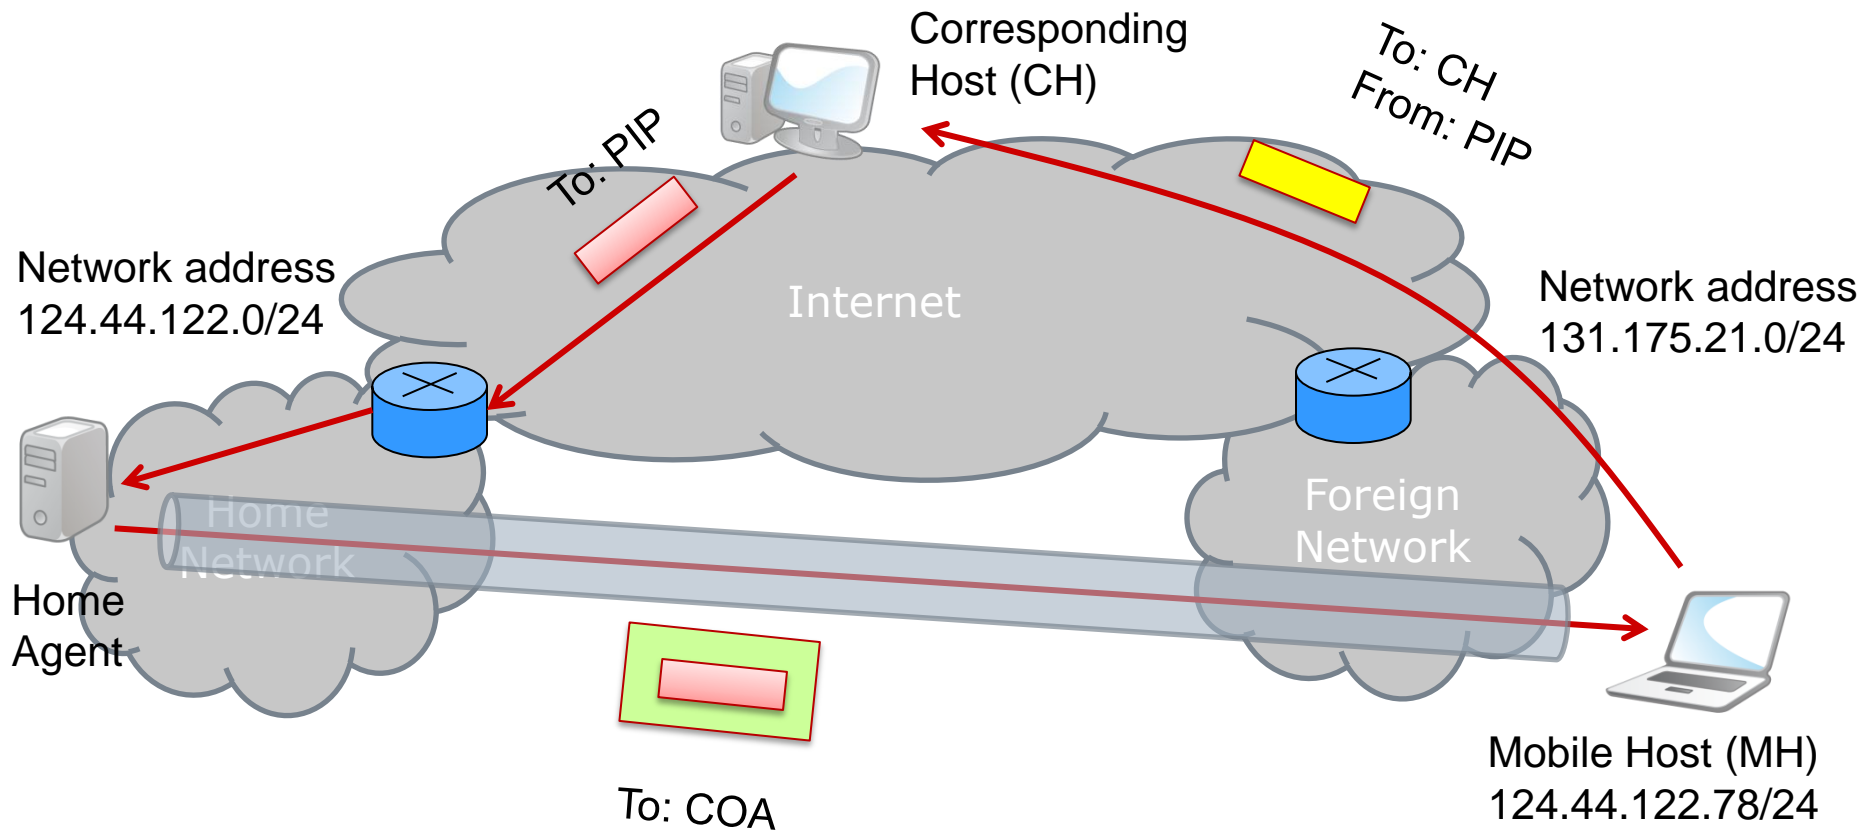 Corresponding
Host (CH)
To: CH
From: PIP
To: PIP
Network address
124.44.122.0/24
Internet
Network address
131.175.21.0/24
Home
Network
Foreign
Network
Home
Agent
To: COA
Mobile Host (MH)
124.44.122.78/24